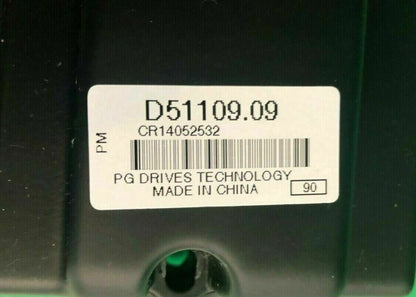 D51109.09
CR14052532
PM
PG DRIVES TECHNOLOGY
MADE IN CHINA
90